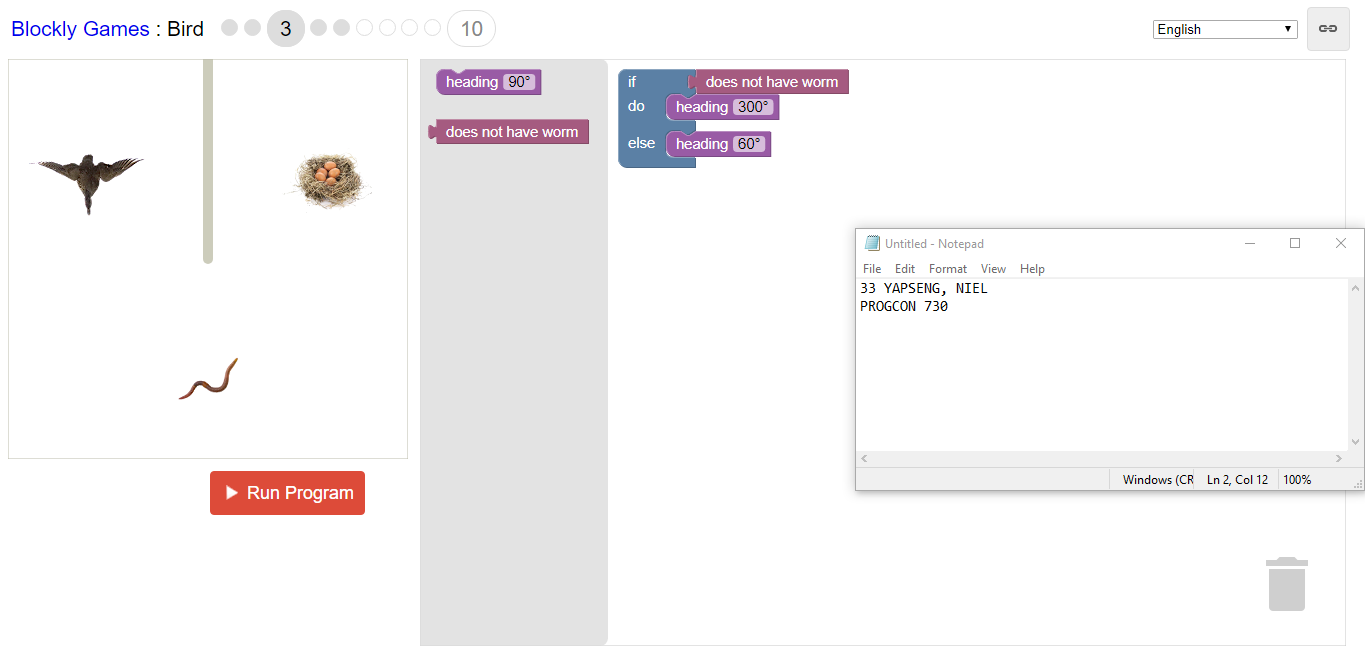 Blockly Games : Bird
3
10
English
heading 90°
does not have worm
if does not have worm
do heading 300°
else heading 60°
Run Program
Untitled - Notepad
File Edit Format View Help
33 YAPSENG, NIEL
PROGCON 730
Windows (CR Ln 2, Col 12 100%